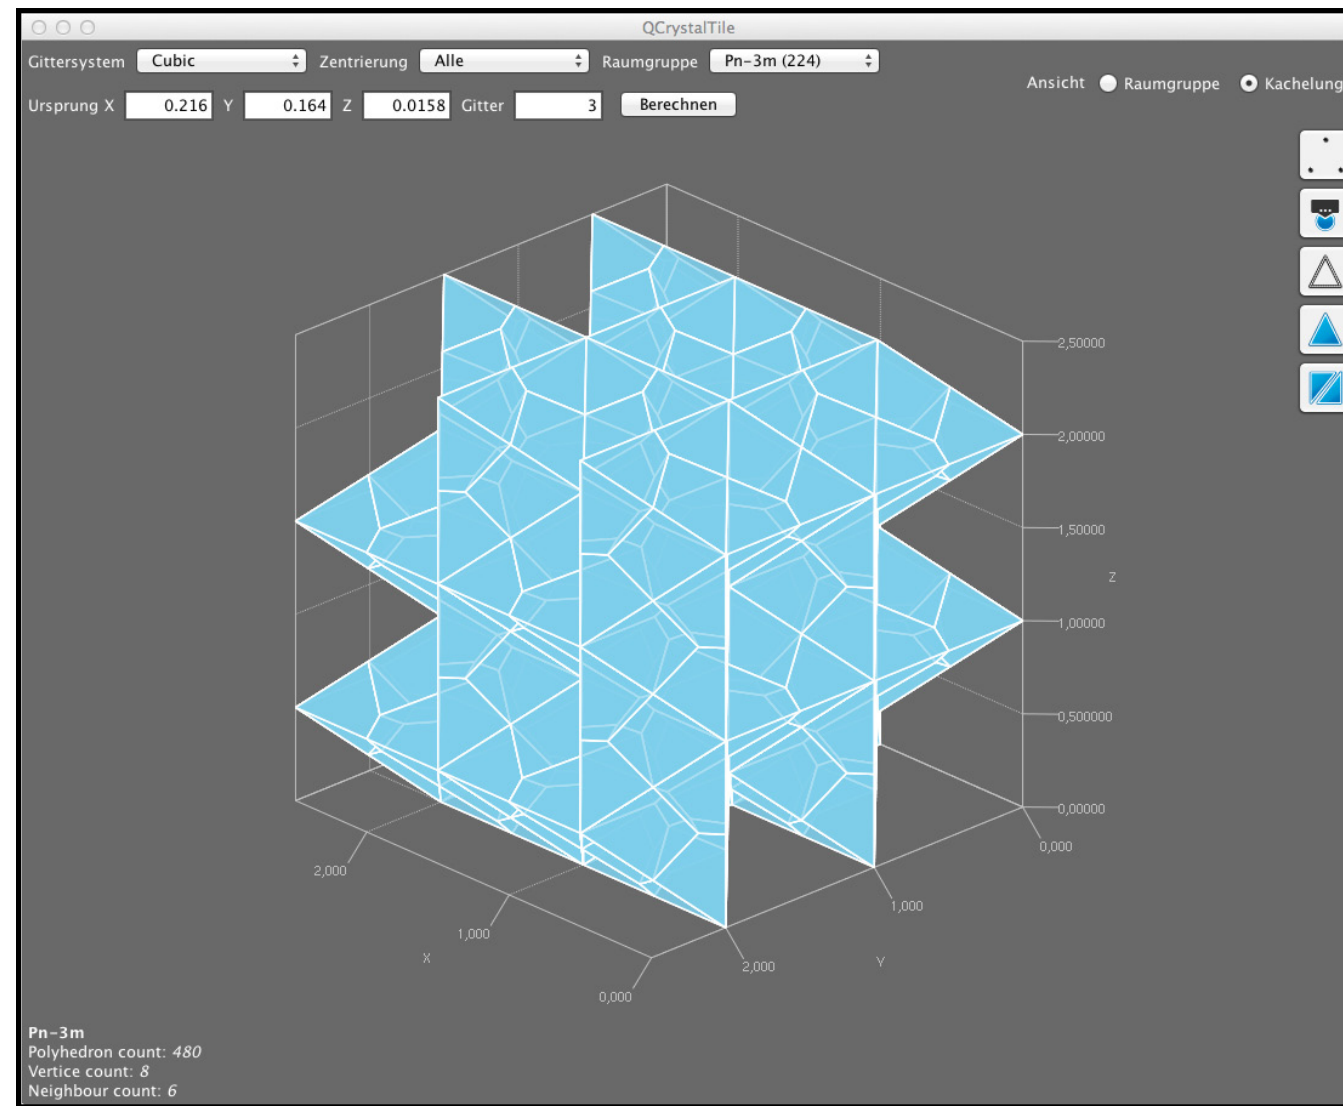 QCrystalTile
Gittersystem Cubic Zentrierung Alle Raumgruppe Pn-3m (224)
Ansicht Raumgruppe Kachelung
Ursprung X 0.216 Y 0.164 Z 0.0158 Gitter 3 Berechnen
2,50000
2,00000
1,50000
Z
1,00000
0,500000
0,00000
0,000
2,000
1,000
1,000
X
2,000
Y
0,000
Pn-3m
Polyhedron count: 480
Vertice count: 8
Neighbour count: 6